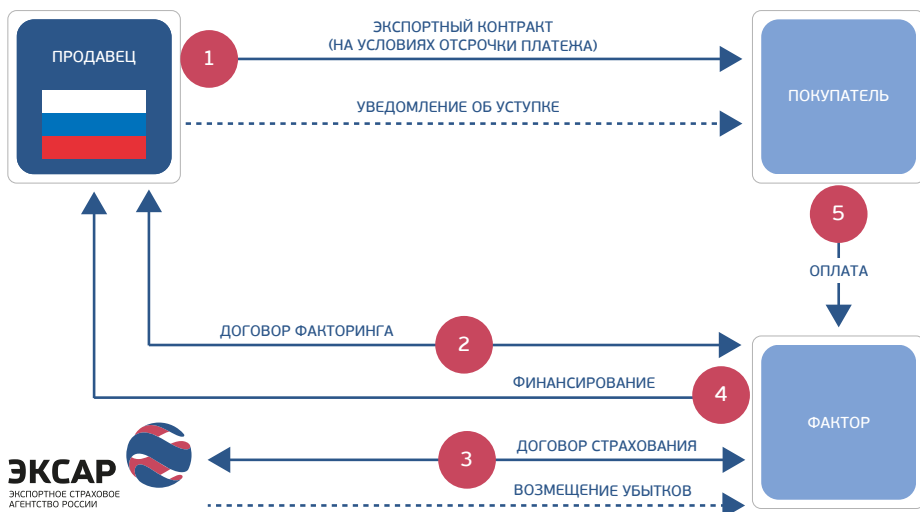 ПРОДАВЕЦ
1
ЭКСПОРТНЫЙ КОНТРАКТ
(НА УСЛОВИЯХ ОТСРОЧКИ ПЛАТЕЖА)
УВЕДОМЛЕНИЕ ОБ УСТУПКЕ
ПОКУПАТЕЛЬ
5
ОПЛАТА
ДОГОВОР ФАКТОРИНГА
2
ФИНАНСИРОВАНИЕ
4
ФАКТОР
3
ДОГОВОР СТРАХОВАНИЯ
ВОЗМЕЩЕНИЕ УБЫТКОВ
ЭКСАР
ЭКСПОРТНОЕ СТРАХОВОЕ
АГЕНТСТВО РОССИИ